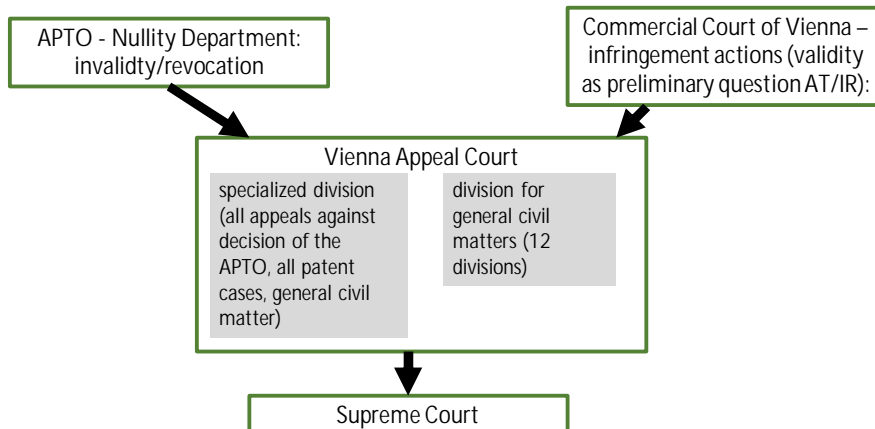 APTO - Nullity Department:
invalidty/revocation
Commercial Court of Vienna –
infringement actions (validity
as preliminary question AT/IR):
Vienna Appeal Court
specialized division
(all appeals against
decision of the
APTO, all patent
cases, general civil
matter)
division for
general civil
matters (12
divisions)
Supreme Court